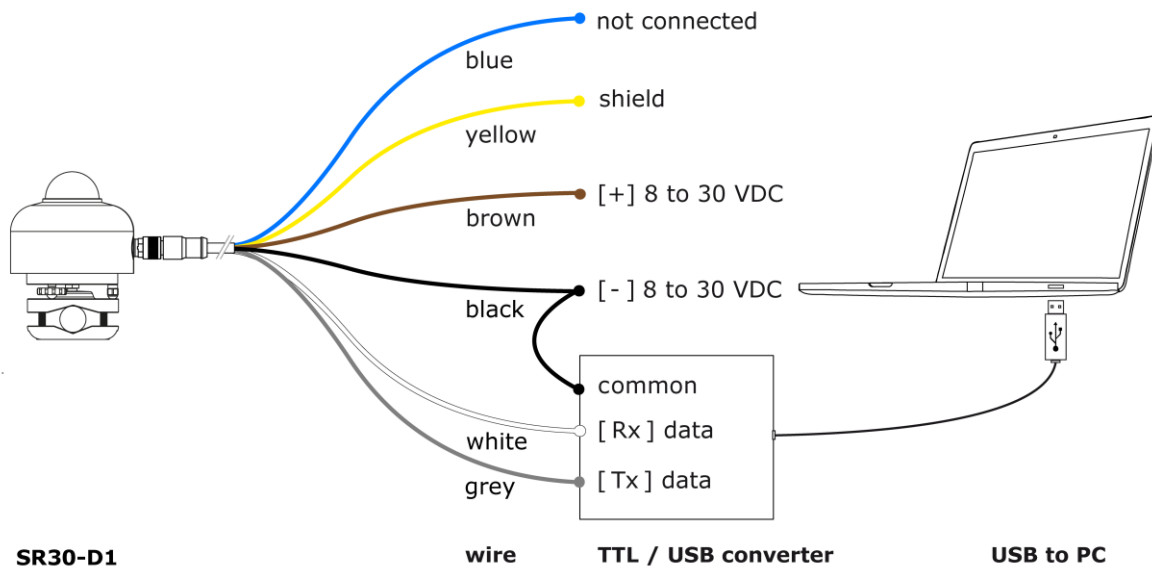 not connected
blue
shield
yellow
[+] 8 to 30 VDC
brown
[-] 8 to 30 VDC
black
common
[Rx] data
white
[Tx] data
grey
SR30-D1
wire
TTL / USB converter
USB to PC